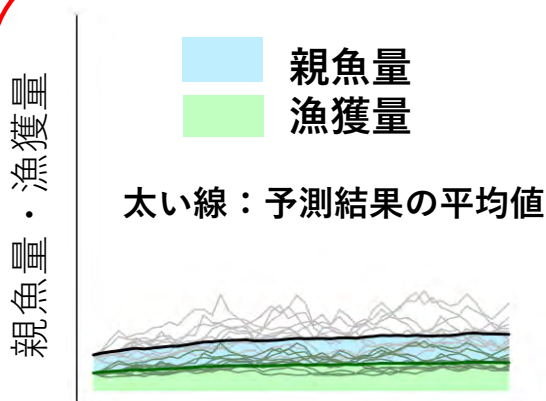 親魚量
漁獲量
太い線：予測結果の平均値
親魚量・漁獲量